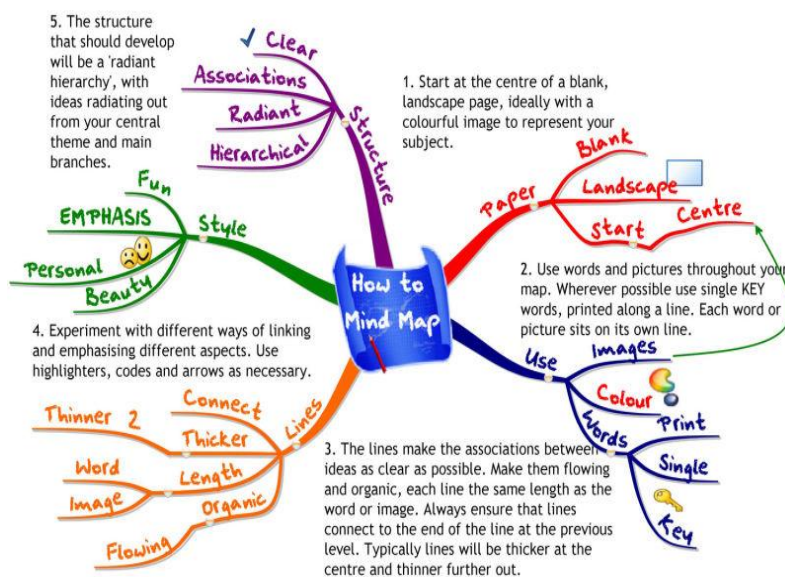 5. The structure
that should develop
will be a 'radiant
hierarchy', with
ideas radiating out
from your central
theme and main
branches.
Clear
Associations
Radiant
Hierarchical
Structure
1. Start at the centre of a blank,
landscape page, ideally with a
colourful image to represent your
subject.
Paper
Blank
Landscape
Start
Centre
How to
Mind Map
2. Use words and pictures throughout your
map. Wherever possible use single KEY
words, printed along a line. Each word or
picture sits on its own line.
Use
Images
Colour
Words
Print
Single
Key
3. The lines make the associations between
ideas as clear as possible. Make them flowing
and organic, each line the same length as the
word or image. Always ensure that lines
connect to the end of the line at the previous
level. Typically lines will be thicker at the
centre and thinner further out.
Lines
Connect
Thicker
Thinner 2
Length
Word
Image
Organic
Flowing
4. Experiment with different ways of linking
and emphasising different aspects. Use
highlighters, codes and arrows as necessary.
Style
Fun
EMPHASIS
Personal
Beauty